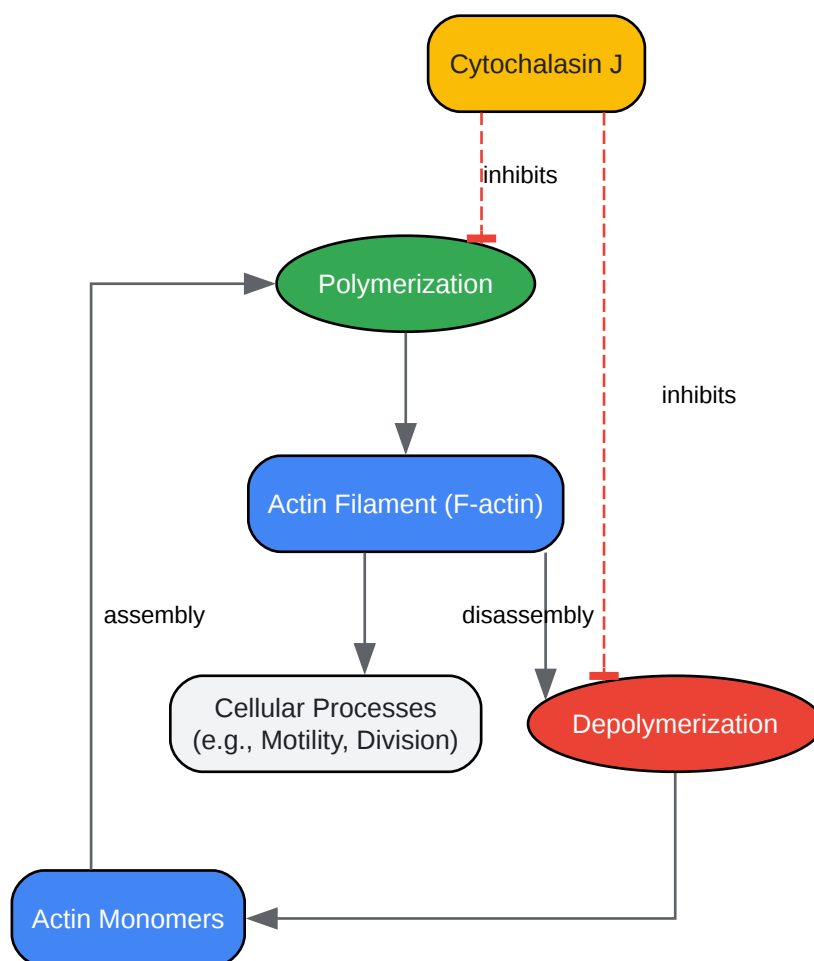 Cytochalasin J
inhibits
Polymerization
inhibits
Actin Filament (F-actin)
assembly
disassembly
Cellular Processes
(e.g., Motility, Division)
Depolymerization
Actin Monomers